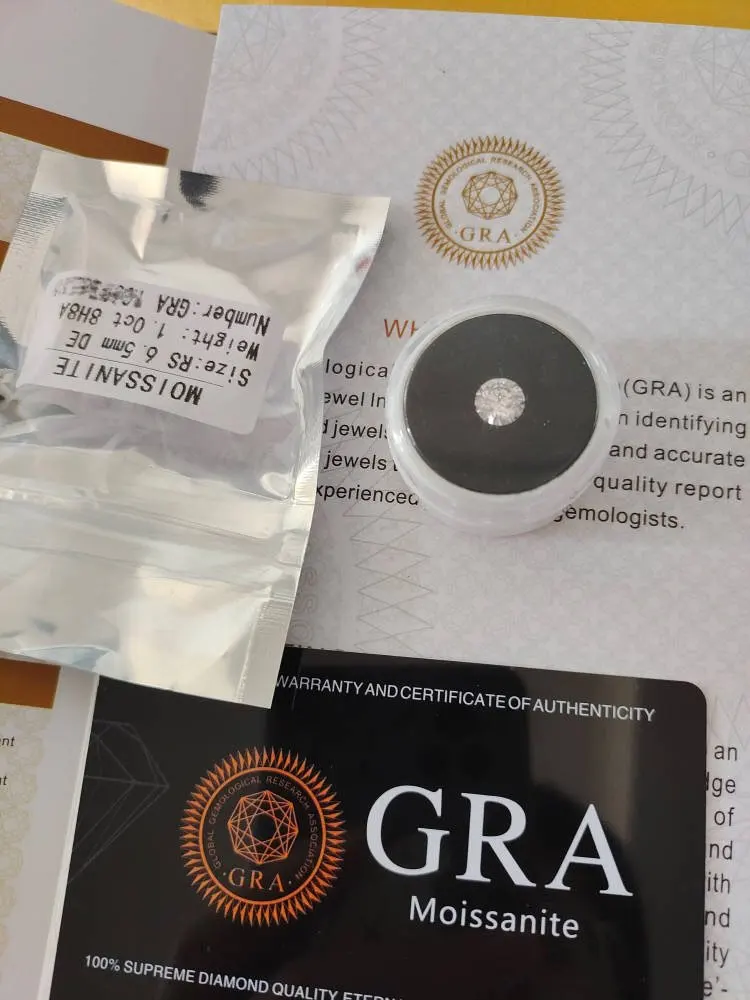 GLOBAL GEMOLOGICAL RESEARCH ASSOCIATION
GRA
MOISSANITE
Size:RS 6.5mm DE
Weight: 1.0ct 8H8A
Number:GRA
(GRA) is an
ewel In
n identifying
jewels
and accurate
jewels
quality report
xperienced
gemologists.
WARRANTY AND CERTIFICATE OF AUTHENTICITY
GLOBAL GEMOLOGICAL RESEARCH ASSOCIATION
GRA
GRA
Moissanite
100% SUPREME DIAMOND QUALITY
an
of